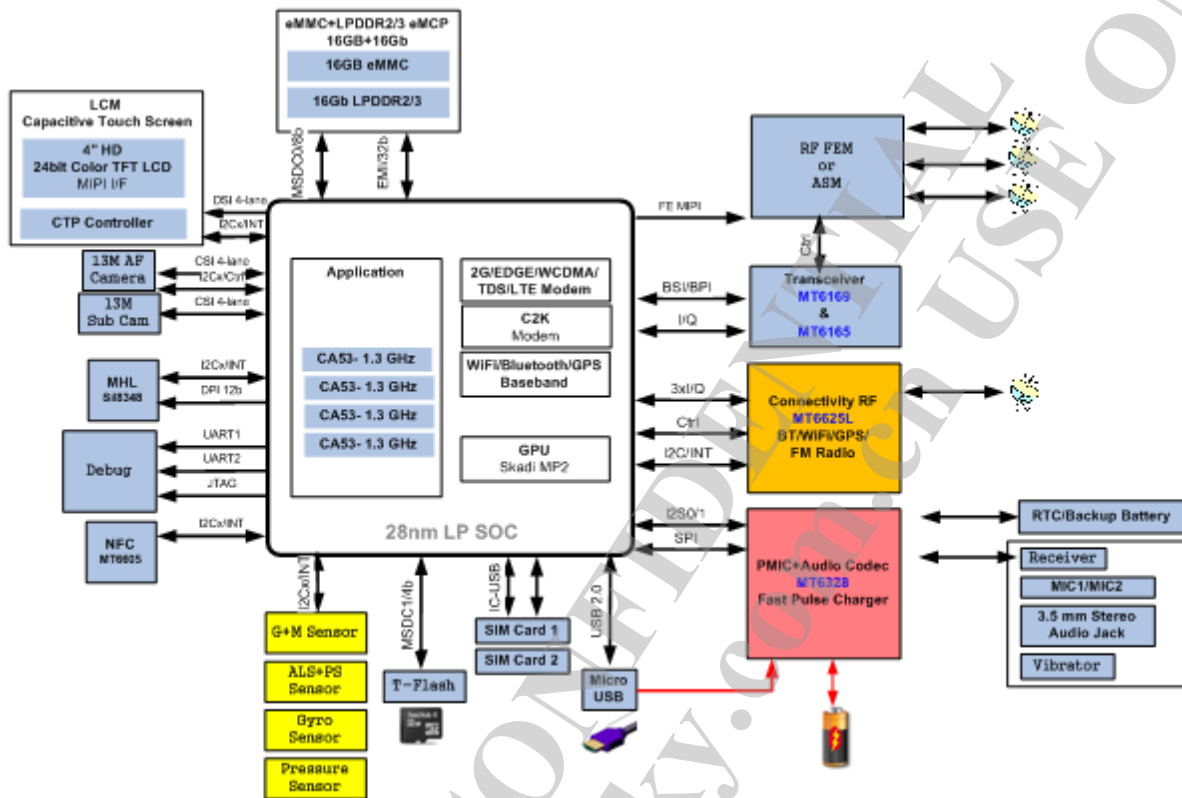 eMMC+LPDDR2/3 eMCP
16GB+16Gb
16GB eMMC
16Gb LPDDR2/3
LCM
Capacitive Touch Screen
4" HD
24bit Color TFT LCD
MIPI I/F
CTP Controller
MSDC0/8b
EMI/32b
DSI 4-lane
I2Cx/INT
13M AF
Camera
CSI 4-lane
I2Cx/Ctrl
13M
Sub Cam
CSI 4-lane
MHL
SiI8348
I2Cx/INT
DPI 12b
Debug
UART1
UART2
JTAG
NFC
MT6605
I2Cx/INT
Application
CA53- 1.3 GHz
CA53- 1.3 GHz
CA53- 1.3 GHz
CA53- 1.3 GHz
2G/EDGE/WCDMA/
TDS/LTE Modem
C2K
Modem
WiFi/Bluetooth/GPS
Baseband
GPU
Skadi MP2
28nm LP SOC
FE MIPI
RF FEM
or
ASM
Ctrl
BSI/BPI
I/Q
Transceiver
MT6169
&
MT6165
3xI/Q
Ctrl
I2C/INT
Connectivity RF
MT6625L
BT/WIFI/GPS/
FM Radio
I2S0/1
SPI
PMIC+Audio Codec
MT6328
Fast Pulse Charger
RTC/Backup Battery
Receiver
MIC1/MIC2
3.5 mm Stereo
Audio Jack
Vibrator
I2Cx/INT
G+M Sensor
ALS+PS
Sensor
Gyro
Sensor
Pressure
Sensor
MSDC1/4b
T-Flash
IC-USB
SIM Card 1
SIM Card 2
USB 2.0
Micro
USB
CONFIDENTIAL
ky.com.cn USE O